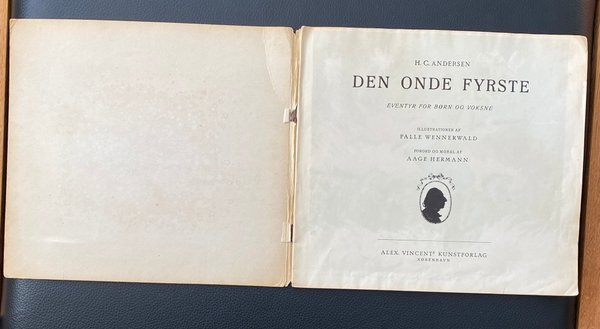 H. C. ANDERSEN
DEN ONDE FYRSTE
EVENTYR FOR BØRN OG VOKSNE
ILLUSTRATIONER AF
PALLE WENNERWALD
FORORD OG MORAL AF
AAGE HERMANN
ALEX. VINCENTS KUNSTFORLAG
KØBENHAVN